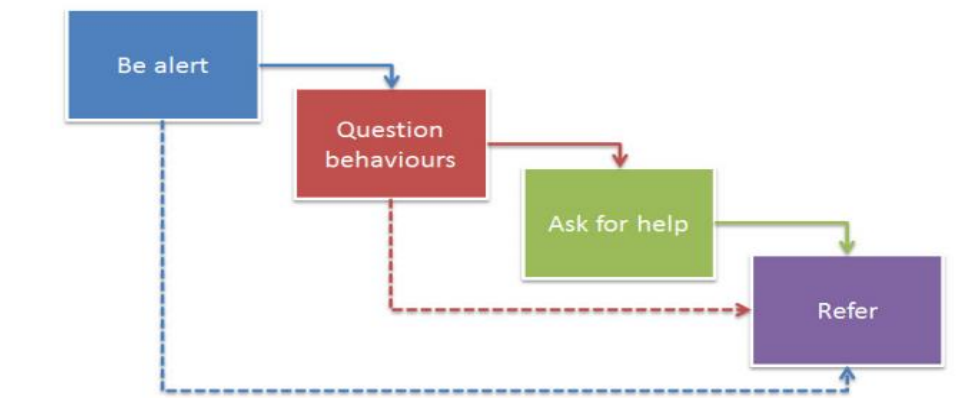 Be alert
Question
behaviours
Ask for help
Refer